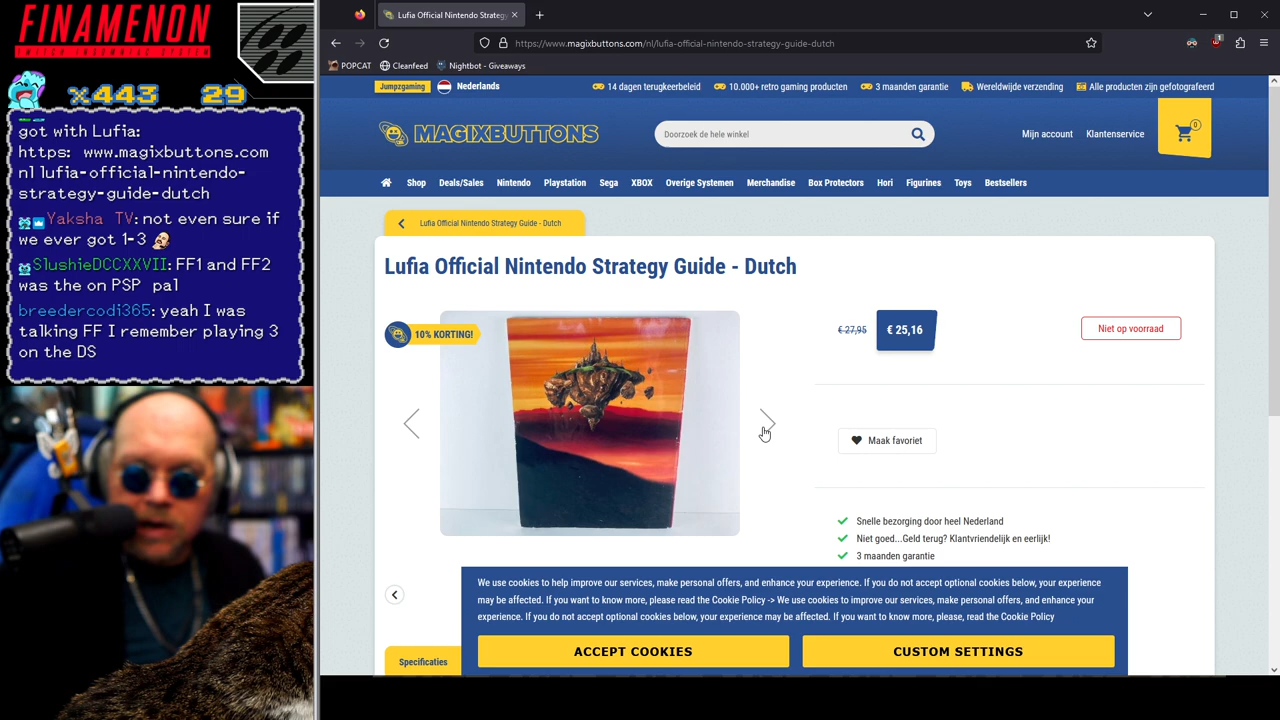 FINAMENON
TWITCH INSOMNIAC SYSTEM
x443 29
got with Lufia:
https: www.magixbuttons.com
nl lufia-official-nintendo-
strategy-guide-dutch
Yaksha TV: not even sure if
we ever got 1-3
SlushieDCCXXVII: FF1 and FF2
was the on PSP pal
breedercodi365: yeah I was
talking FF I remember playing 3
on the DS
Lufia Official Nintendo Strateg
https://www.magixbuttons.com/nl/lufia-official-nintendo-strategy-guide-dutch
1
POPCAT
Cleanfeed
Nightbot - Giveaways
Jumpzgaming
Nederlands
14 dagen terugkeerbeleid
10.000+ retro gaming producten
3 maanden garantie
Wereldwijde verzending
Alle producten zijn gefotografeerd
MAGIXBUTTONS
Doorzoek de hele winkel
Mijn account
Klantenservice
0
Shop
Deals/Sales
Nintendo
Playstation
Sega
XBOX
Overige Systemen
Merchandise
Box Protectors
Hori
Figurines
Toys
Bestsellers
Lufia Official Nintendo Strategy Guide - Dutch
Lufia Official Nintendo Strategy Guide - Dutch
10% KORTING!
€ 27,95
€ 25,16
Niet op voorraad
Maak favoriet
Snelle bezorging door heel Nederland
Niet goed...Geld terug? Klantvriendelijk en eerlijk!
3 maanden garantie
We use cookies to help improve our services, make personal offers, and enhance your experience. If you do not accept optional cookies below, your experience
may be affected. If you want to know more, please read the Cookie Policy -> We use cookies to improve our services, make personal offers, and enhance your
experience. If you do not accept optional cookies below, your experience may be affected. If you want to know more, please, read the Cookie Policy
ACCEPT COOKIES
CUSTOM SETTINGS
Specificaties